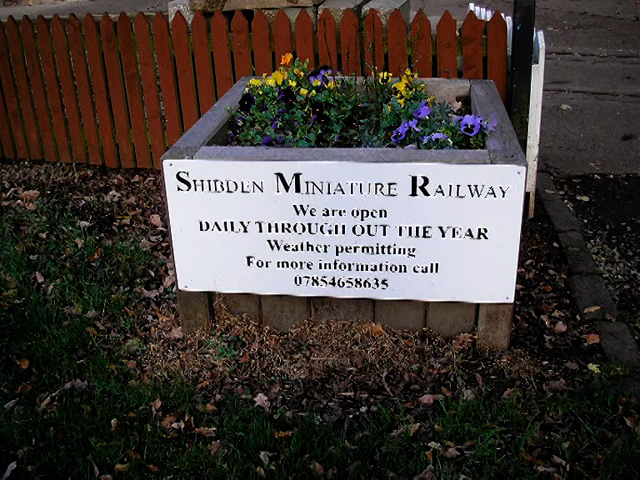 Shibden Miniature Railway
We are open
DAILY THROUGH OUT THE YEAR
Weather permitting
For more information call
07854658635